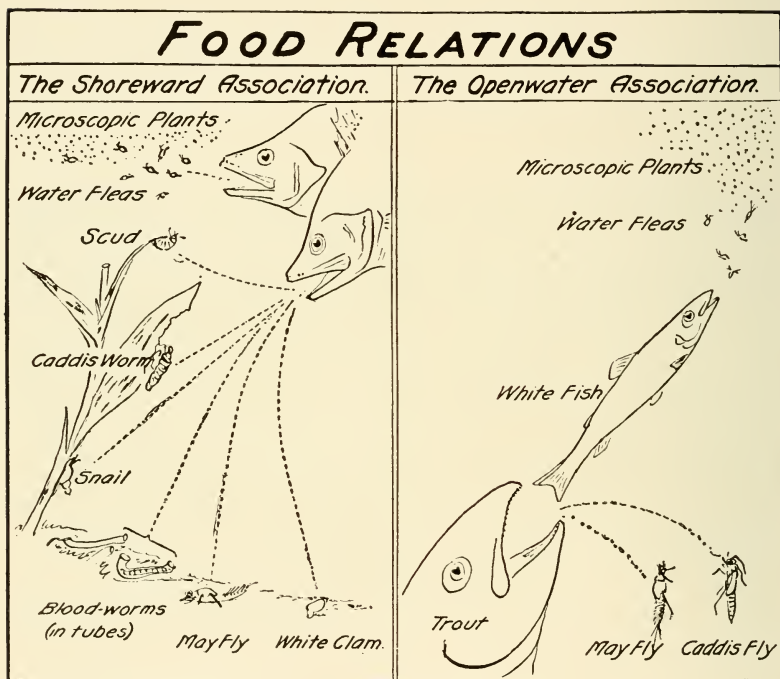 FOOD RELATIONS
The Shoreward Association.
Microscopic Plants
Water Fleas
Scud
Caddis Worm
Snail
Blood-worms
(in tubes)
May Fly
White Clam.
The Openwater Association.
Microscopic Plants
Water Fleas
White Fish
Trout
May Fly
Caddis Fly